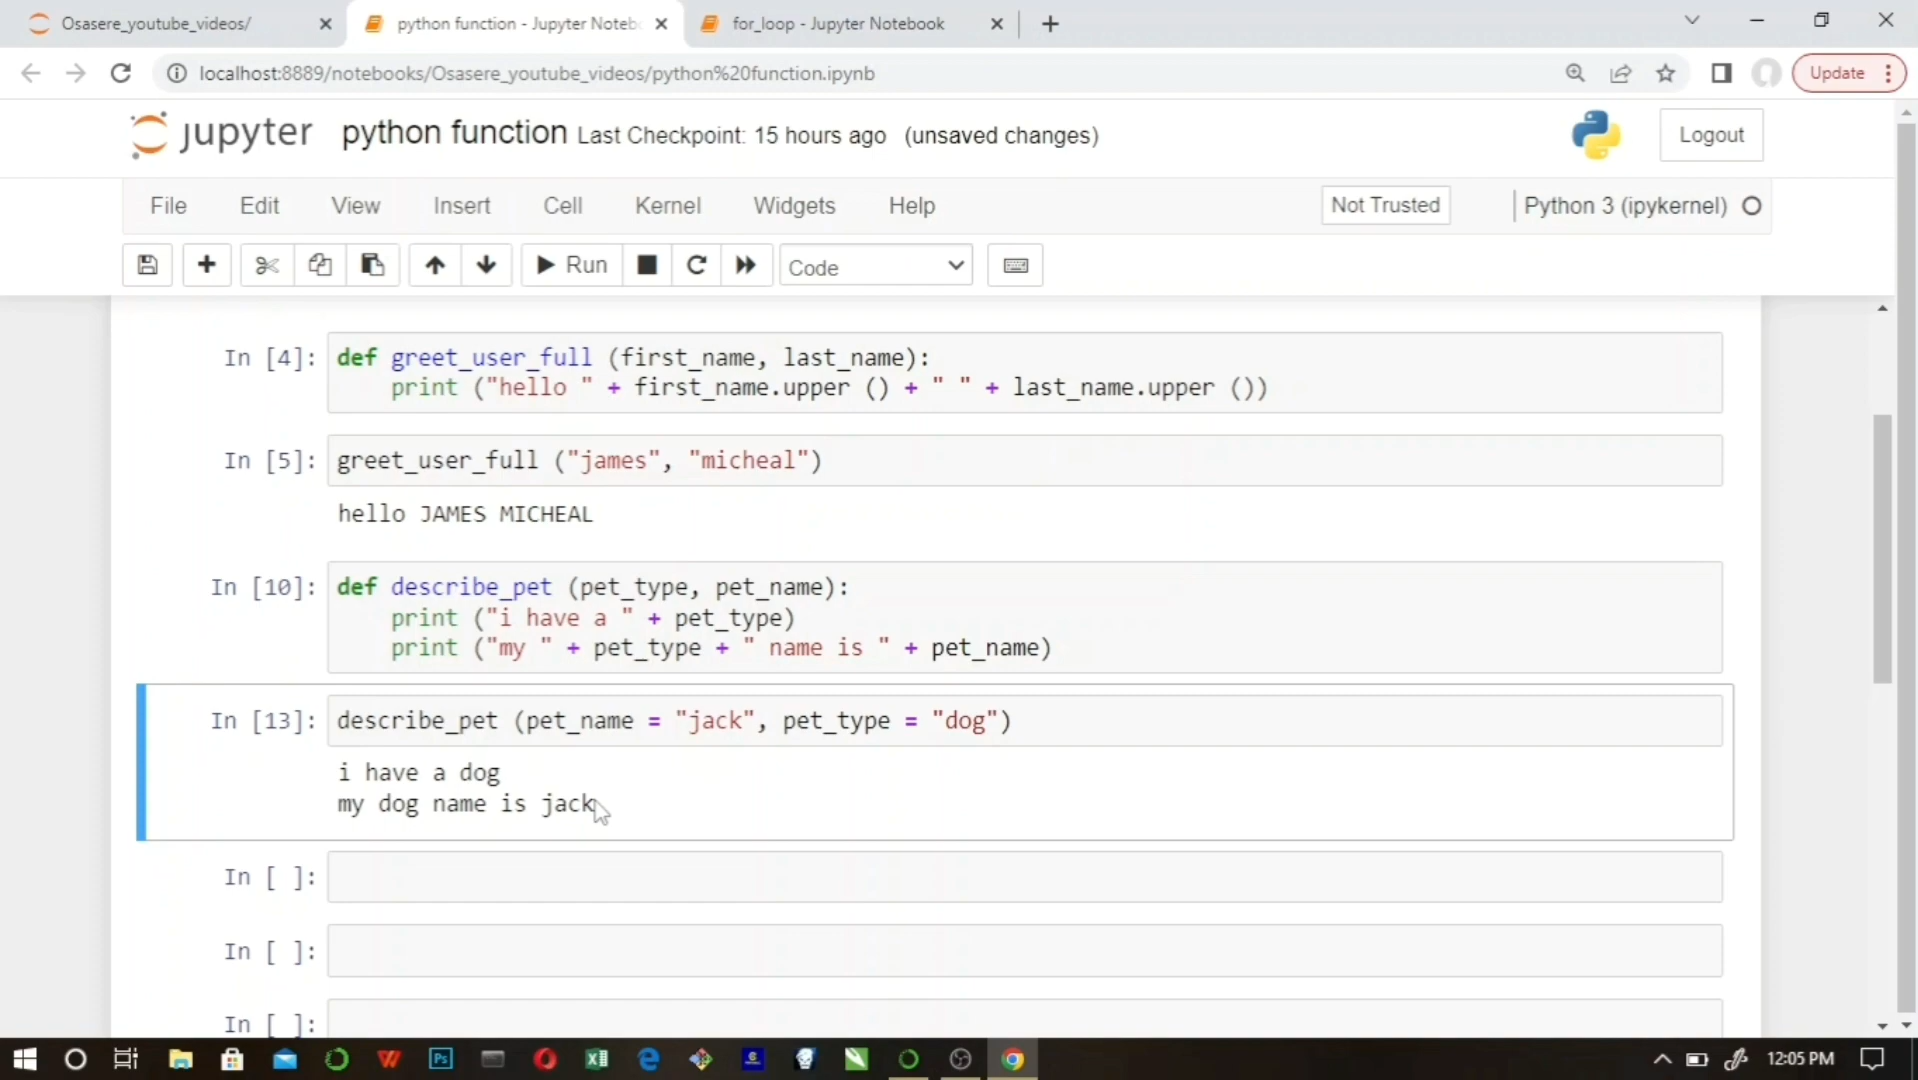 Osasere_youtube_videos/
python function - Jupyter Noteb
for_loop - Jupyter Notebook
localhost:8889/notebooks/Osasere_youtube_videos/python%20function.ipynb
Update
jupyter
python function Last Checkpoint: 15 hours ago (unsaved changes)
Logout
File Edit View Insert Cell Kernel Widgets Help
Not Trusted
Python 3 (ipykernel)
Run
Code
In [4]: def greet_user_full (first_name, last_name):
print ("hello " + first_name.upper () + " " + last_name.upper ())
In [5]: greet_user_full ("james", "micheal")
hello JAMES MICHEAL
In [10]: def describe_pet (pet_type, pet_name):
print ("i have a " + pet_type)
print ("my " + pet_type + " name is " + pet_name)
In [13]: describe_pet (pet_name = "jack", pet_type = "dog")
i have a dog
my dog name is jack
In [ ]:
In [ ]:
In [ ]:
Ps
12:05 PM